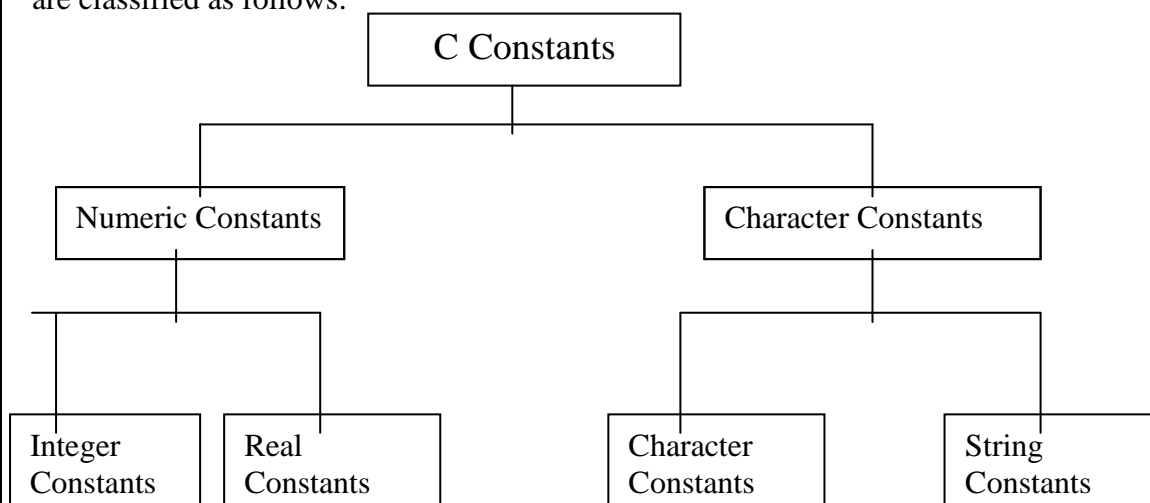 are classified as follows:
C Constants
Numeric Constants
Character Constants
Integer
Constants
Real
Constants
Character
Constants
String
Constants